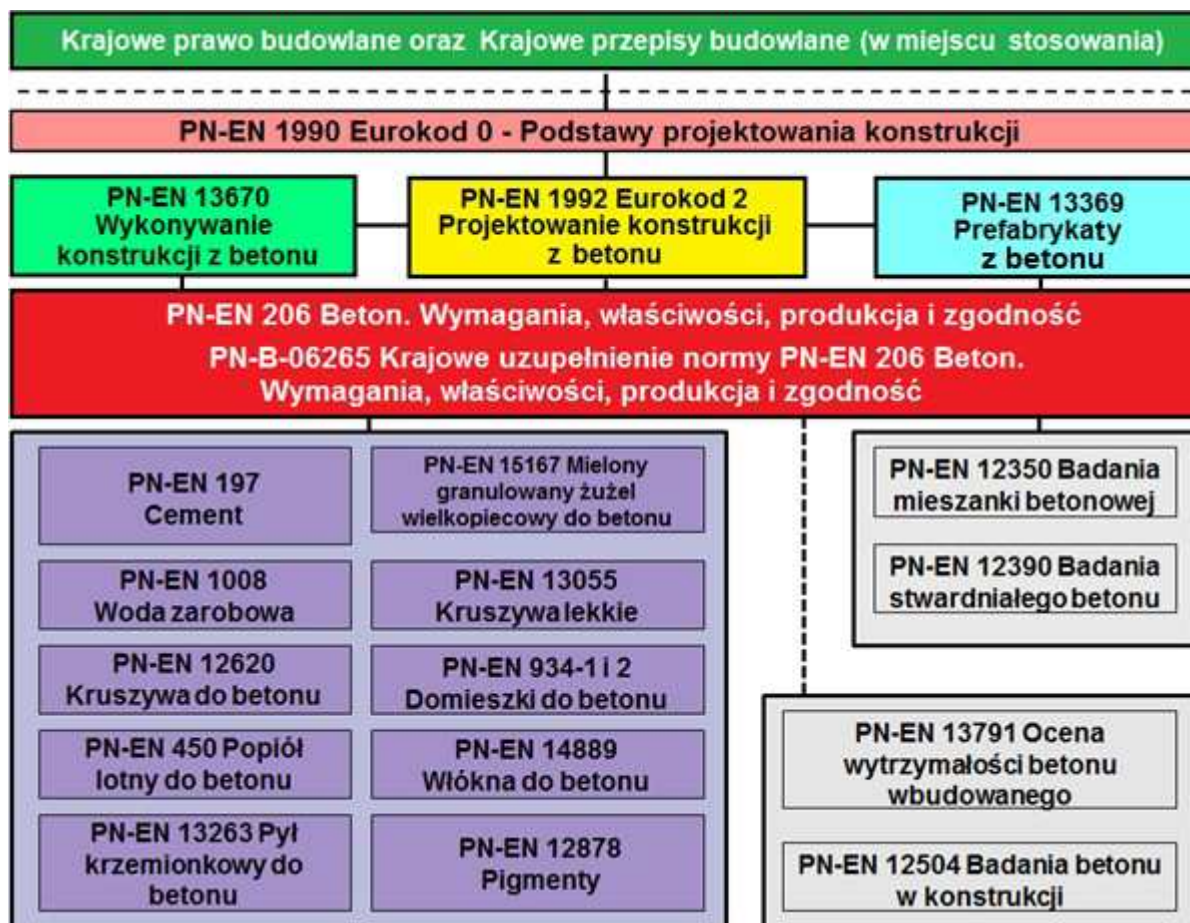 Krajowe prawo budowlane oraz Krajowe przepisy budowlane (w miejscu stosowania)
PN-EN 1990 Eurokod 0 - Podstawy projektowania konstrukcji
PN-EN 13670
Wykonywanie
konstrukcji z betonu
PN-EN 1992 Eurokod 2
Projektowanie konstrukcji
z betonu
PN-EN 13369
Prefabrykaty
z betonu
PN-EN 206 Beton. Wymagania, właściwości, produkcja i zgodność
PN-B-06265 Krajowe uzupełnienie normy PN-EN 206 Beton.
Wymagania, właściwości, produkcja i zgodność
PN-EN 197
Cement
PN-EN 15167 Mielony
granulowany żużel
wielkopiecowy do betonu
PN-EN 1008
Woda zarobowa
PN-EN 13055
Kruszywa lekkie
PN-EN 12620
Kruszywa do betonu
PN-EN 934-1 i 2
Domieszki do betonu
PN-EN 450 Popiół
lotny do betonu
PN-EN 14889
Włókna do betonu
PN-EN 13263 Pył
krzemionkowy do
betonu
PN-EN 12878
Pigmenty
PN-EN 12350 Badania
mieszanki betonowej
PN-EN 12390 Badania
stwardniałego betonu
PN-EN 13791 Ocena
wytrzymałości betonu
wbudowanego
PN-EN 12504 Badania betonu
w konstrukcji